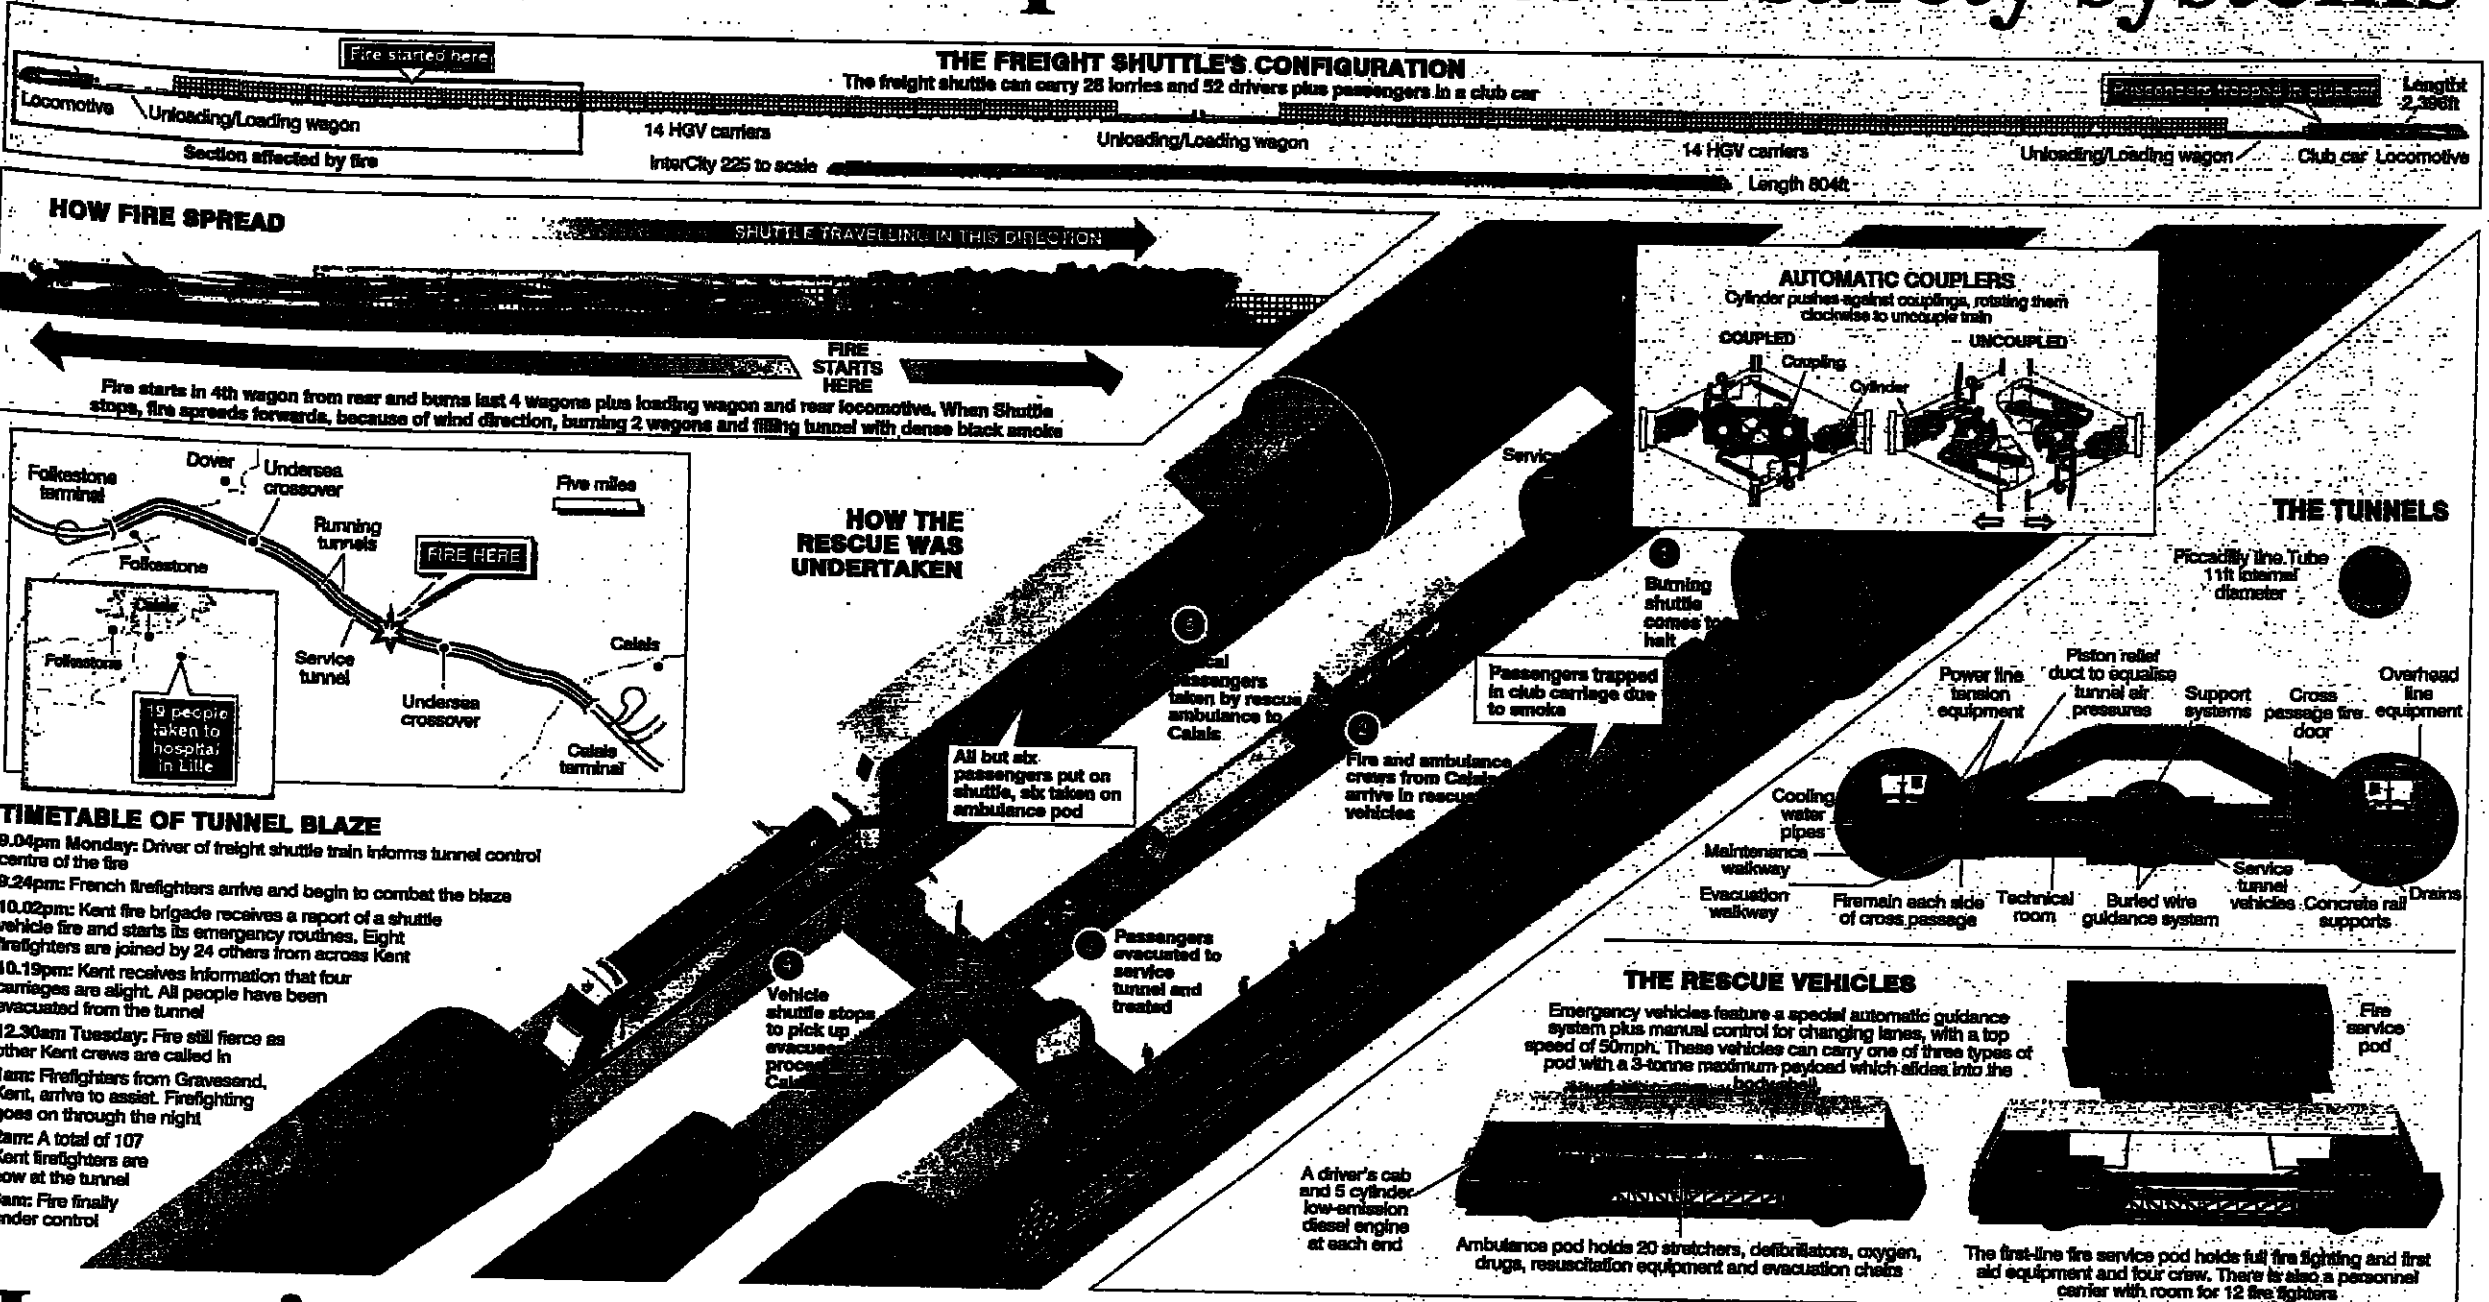 safety systems
Fire started here
THE FREIGHT SHUTTLE'S CONFIGURATION
The freight shuttle can carry 28 lorries and 52 drivers plus passengers in a club car
Passengers trapped in club car
Length:
Locomotive
Unloading/Loading wagon
Section affected by fire
14 HGV carriers
InterCity 225 to scale
Unloading/Loading wagon
14 HGV carriers
Length 804ft
Unloading/Loading wagon
Club car Locomotive
HOW FIRE SPREAD
SHUTTLE TRAVELLING IN THIS DIRECTION
FIRE
STARTS
HERE
Fire starts in 4th wagon from rear and burns last 4 wagons plus loading wagon and rear locomotive. When Shuttle
stops, fire spreads forwards, because of wind direction, burning 2 wagons and filling tunnel with dense black smoke
AUTOMATIC COUPLERS
Cylinder pushes against couplings, rotating them
clockwise to uncouple train
COUPLED
UNCOUPLED
Coupling
Cylinder
Folkestone
terminal
Dover
Undersea
crossover
Five miles
Running
tunnels
FIRE HERE
Folkestone
Calais
Folkestone
19 people
taken to
hospital
in Lille
Service
tunnel
Undersea
crossover
Calais
Calais
terminal
HOW THE
RESCUE WAS
UNDERTAKEN
Burning
shuttle
comes to
halt
Passengers trapped
in club carriage due
to smoke
passengers
taken by rescue
ambulance to
Calais
All but six
passengers put on
shuttle, six taken on
ambulance pod
2
Fire and ambulance
crews from Calais
arrive in rescue
vehicles
Passengers
evacuated to
service
tunnel and
treated
Vehicle
shuttle stops
to pick up
THE TUNNELS
Piccadilly line Tube
11ft internal
diameter
Power line
tension
equipment
Piston relief
duct to equalise
tunnel air
pressures
Support
systems
Cross
passage fire
door
Overhead
line
equipment
Cooling
water
pipes
Maintenance
walkway
Evacuation
walkway
Firemain each side
of cross passage
Technical
room
Buried wire
guidance system
Service
tunnel
vehicles
Concrete rail
supports
Drains
TIMETABLE OF TUNNEL BLAZE
9.04pm Monday: Driver of freight shuttle train informs tunnel control
centre of the fire
9.24pm: French firefighters arrive and begin to combat the blaze
10.02pm: Kent fire brigade receives a report of a shuttle
vehicle fire and starts its emergency routines. Eight
firefighters are joined by 24 others from across Kent
10.19pm: Kent receives information that four
carriages are alight. All people have been
evacuated from the tunnel
12.30am Tuesday: Fire still fierce as
other Kent crews are called in
1am: Firefighters from Gravesend,
Kent, arrive to assist. Firefighting
goes on through the night
A total of 107
Kent firefighters are
now at the tunnel
Fire finally
under control
THE RESCUE VEHICLES
Emergency vehicles feature a special automatic guidance
system plus manual control for changing lanes, with a top
speed of 50mph. These vehicles can carry one of three types of
pod with a 3-tonne maximum payload which slides into the
body shell
Fire
service
pod
A driver's cab
and 5 cylinder
low-emission
diesel engine
at each end
Ambulance pod holds 20 stretchers, defibrillators, oxygen,
drugs, resuscitation equipment and evacuation chairs
The first-line fire service pod holds full fire fighting and first
aid equipment and four crew. There is also a personnel
carrier with room for 12 fire fighters